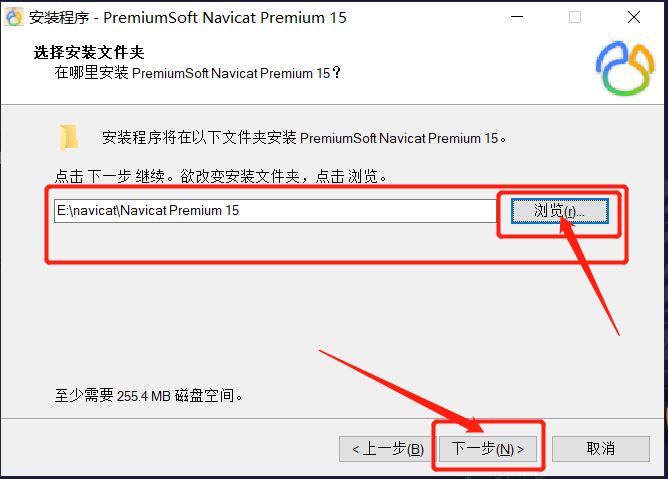 安装程序 - PremiumSoft Navicat Premium 15
选择安装文件夹
在哪里安装 PremiumSoft Navicat Premium 15?
安装程序将在以下文件夹安装 PremiumSoft Navicat Premium 15。
点击 下一步 继续。欲改变安装文件夹，点击 浏览。
E:\navicat\Navicat Premium 15
浏览(r)...
至少需要 255.4 MB 磁盘空间。
< 上一步(B)
下一步(N) >
取消